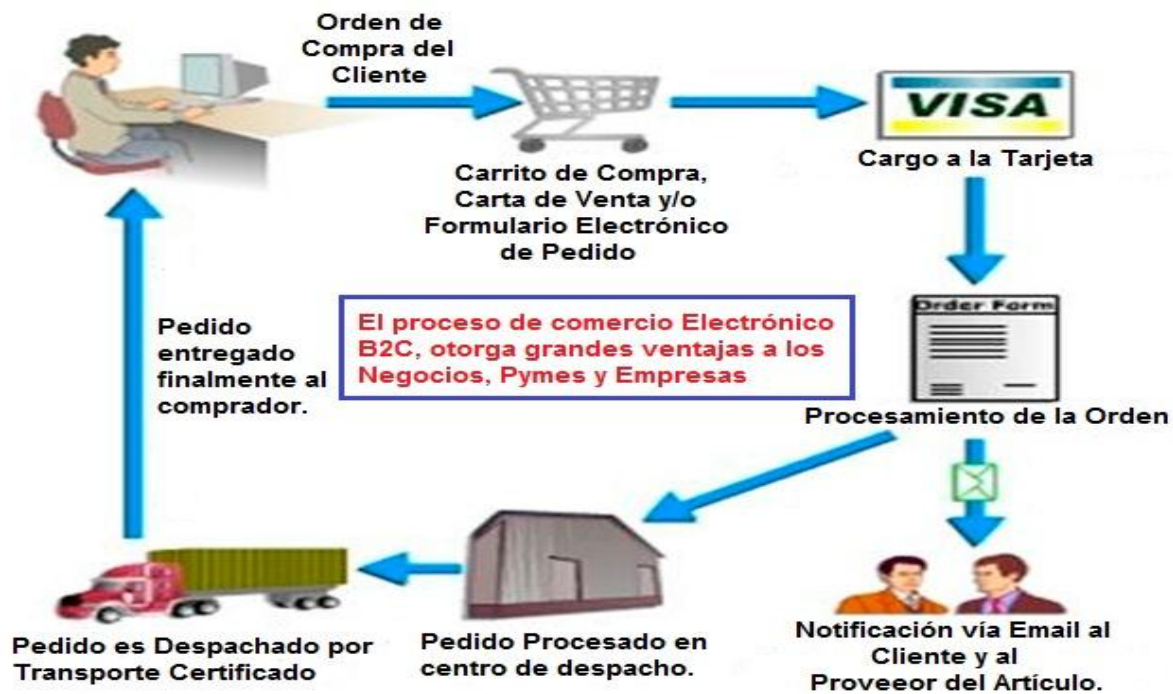 Orden de
Compra del
Cliente
VISA
Cargo a la Tarjeta
Carrito de Compra,
Carta de Venta y/o
Formulario Electrónico
de Pedido
Order Form
Procesamiento de la Orden
El proceso de comercio Electrónico
B2C, otorga grandes ventajas a los
Negocios, Pymes y Empresas
Pedido
entregado
finalmente al
comprador.
Pedido es Despachado por
Transporte Certificado
Pedido Procesado en
centro de despacho.
Notificación vía Email al
Cliente y al
Proveeor del Artículo.